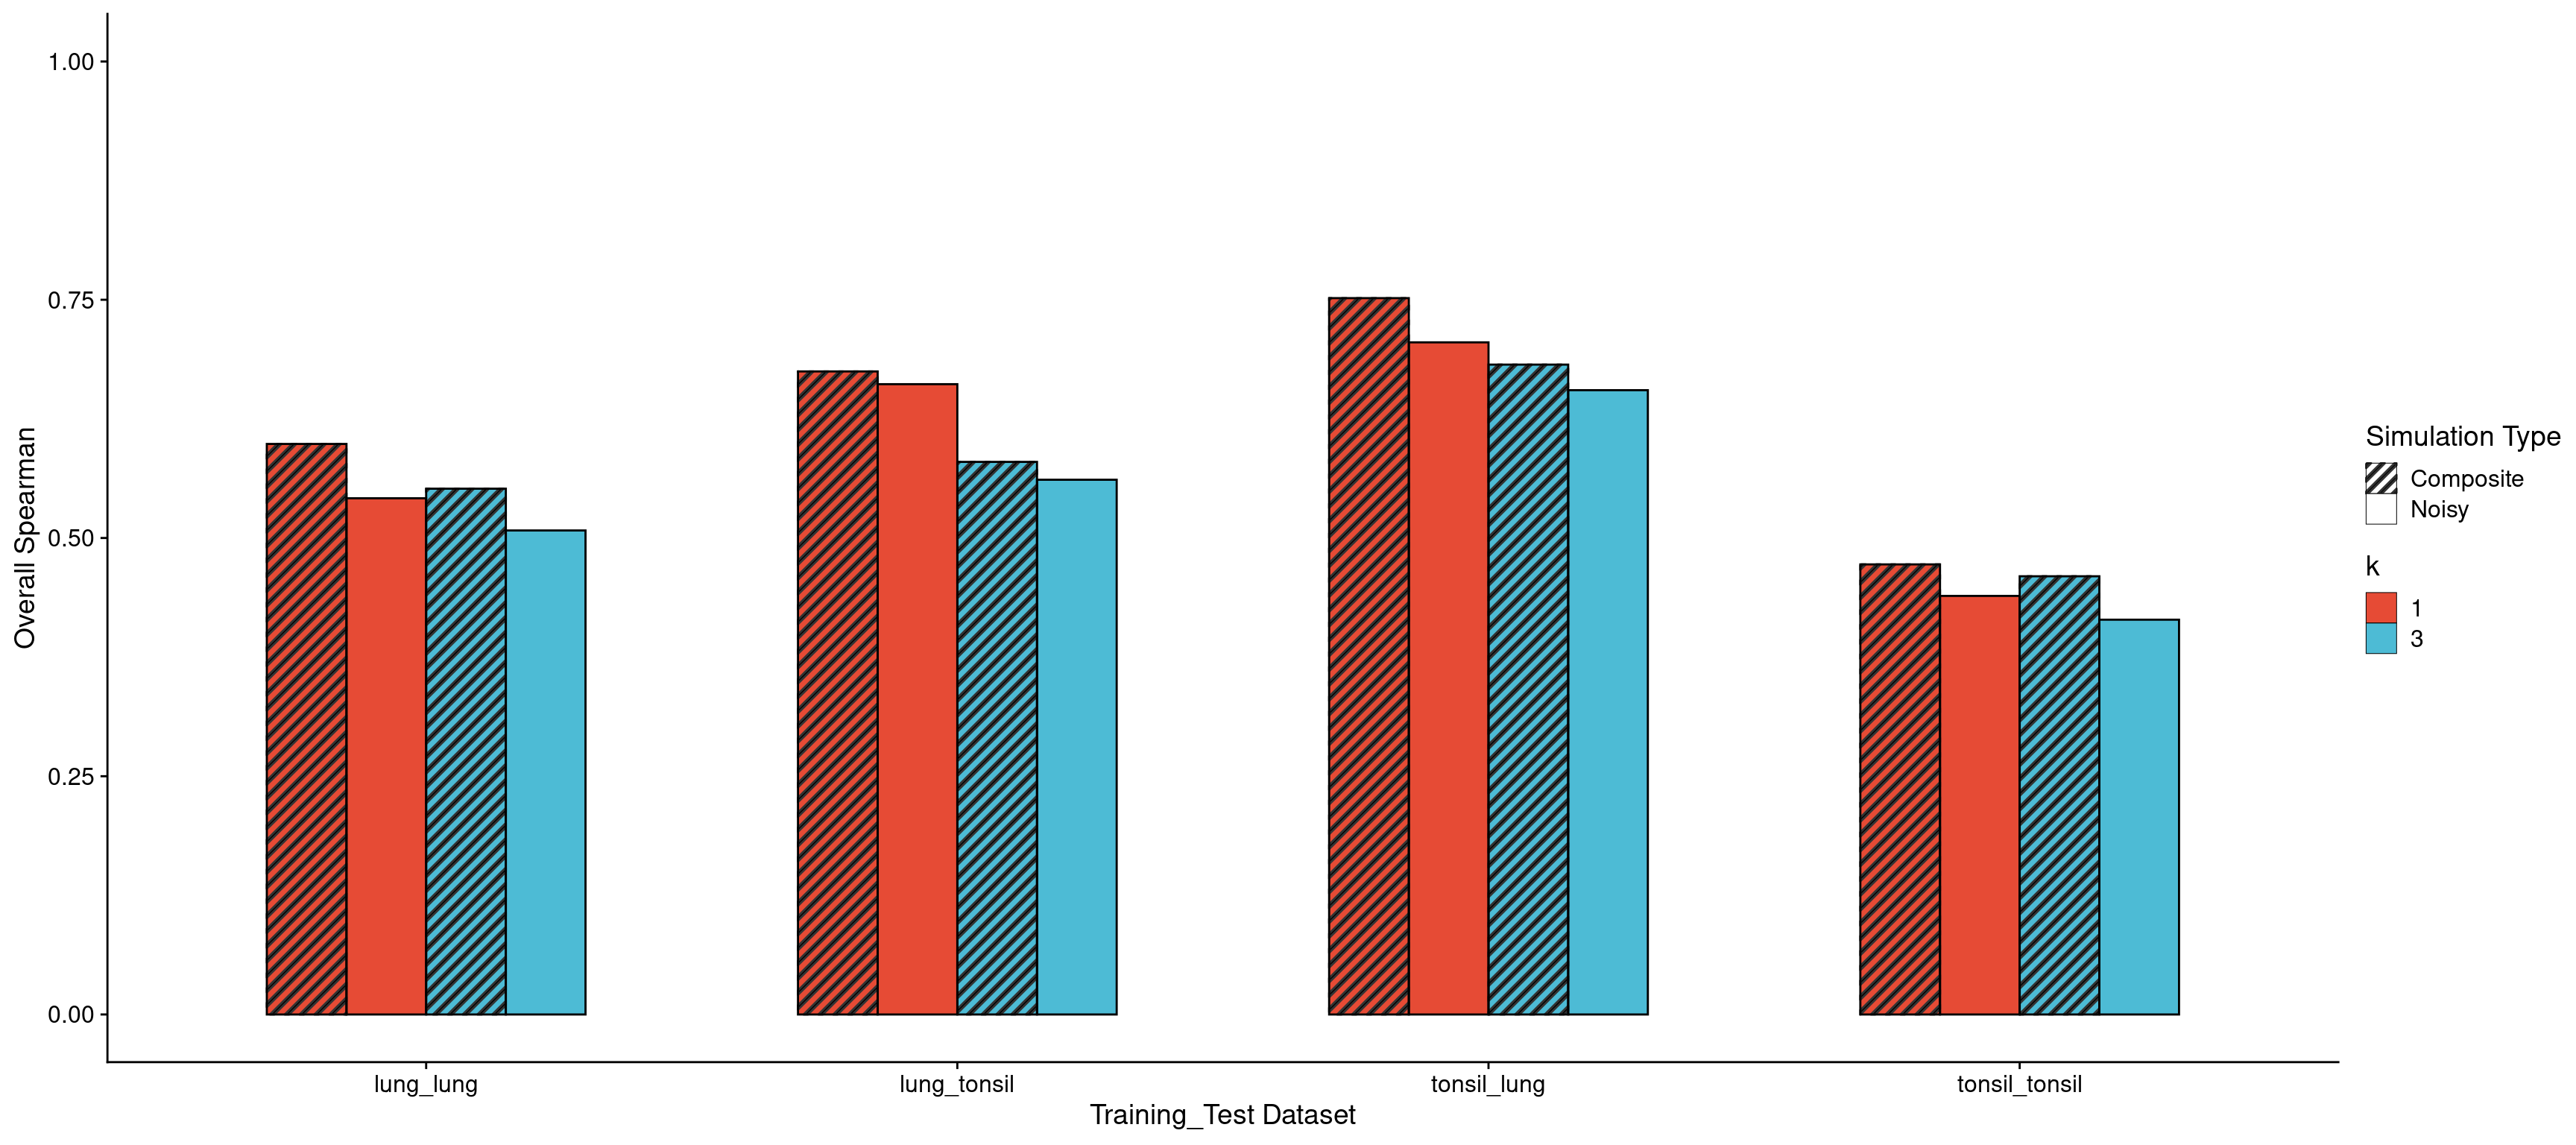 Overall Spearman
1.00
0.75
0.50
0.25
0.00
lung_lung
lung_tonsil
tonsil_lung
tonsil_tonsil
Training_Test Dataset
Simulation Type
Composite
Noisy
k
1
3